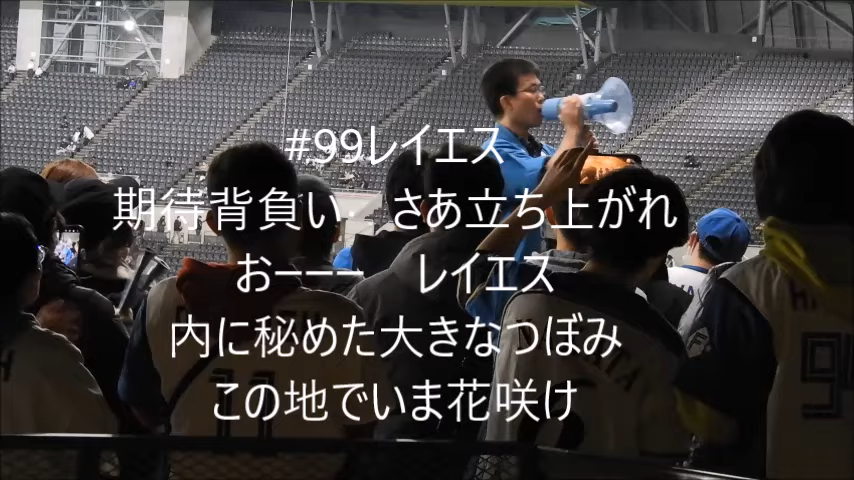 #99レイエス
期待背負い　さあ立ち上がれ
おーーー　レイエス
内に秘めた大きなつぼみ
この地でいま花咲け
11